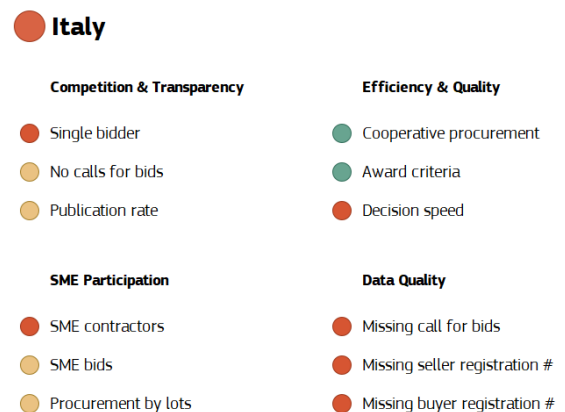 Italy
Competition & Transparency
Single bidder
No calls for bids
Publication rate
Efficiency & Quality
Cooperative procurement
Award criteria
Decision speed
SME Participation
SME contractors
SME bids
Procurement by lots
Data Quality
Missing call for bids
Missing seller registration #
Missing buyer registration #